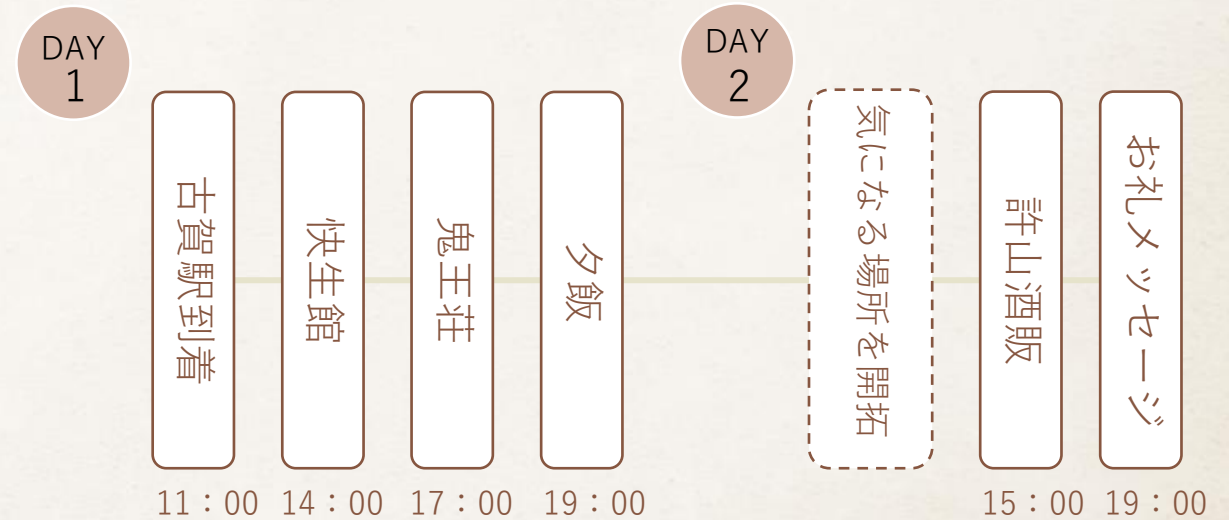 DAY
1
古賀駅到着
11：00
快生館
14：00
鬼王荘
17：00
夕飯
19：00
DAY
2
気になる場所を開拓
許山酒販
15：00
お礼メッセージ
19：00